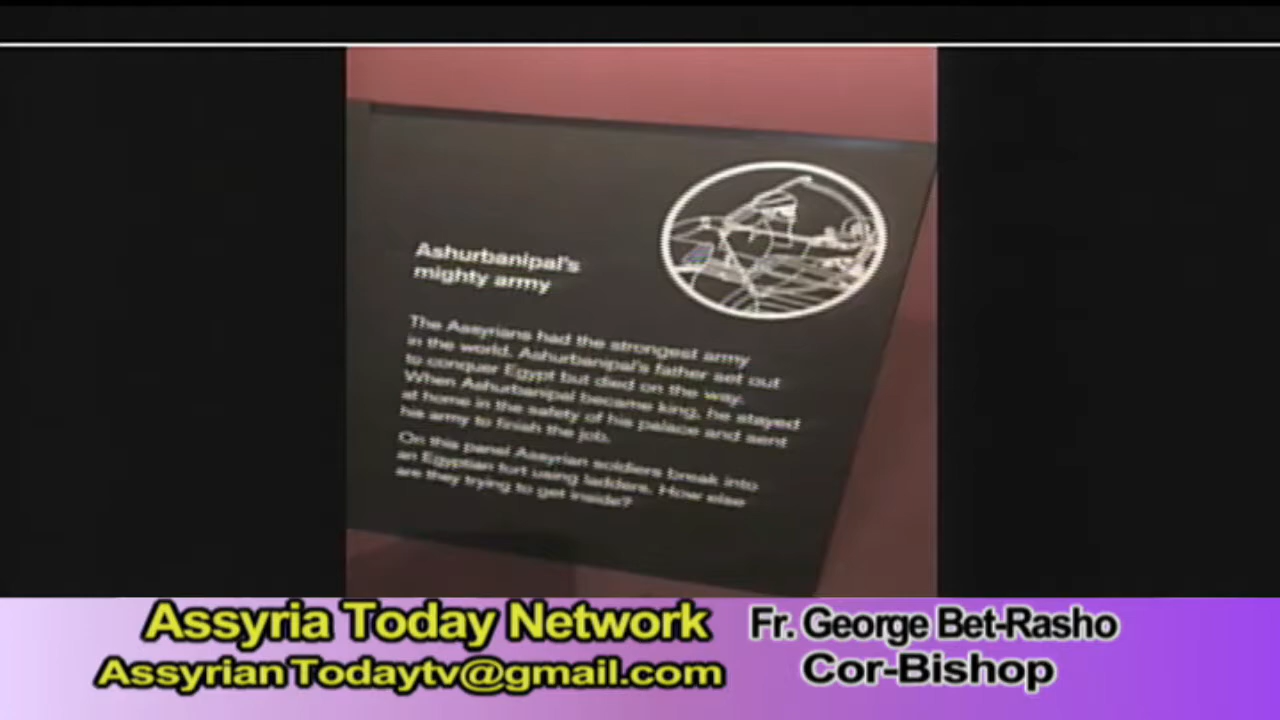 Ashurbanipal's
mighty army
The Assyrians had the strongest army
in the world. Ashurbanipal's father set out
to conquer Egypt but died on the way.
When Ashurbanipal became king, he stayed
at home in the safety of his palace and sent
his army to finish the job.
On this panel Assyrian soldiers break into
an Egyptian fort using ladders. How else
are they trying to get inside?
Assyria Today Network
AssyrianTodaytv@gmail.com
Fr. George Bet-Rasho
Cor-Bishop